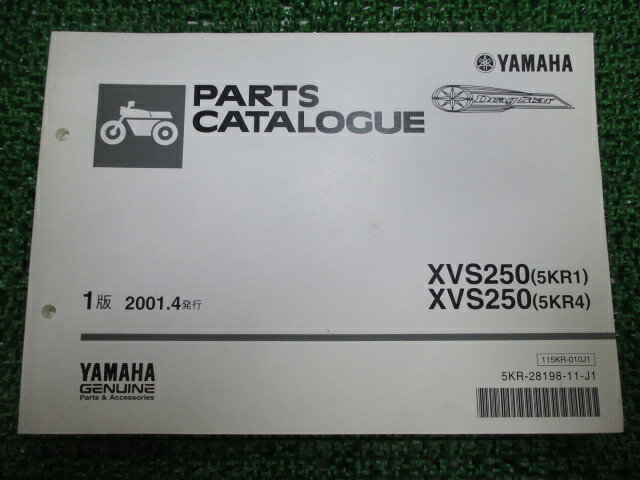 YAMAHA
PARTS
CATALOGUE
DragStar
XVS250(5KR1)
XVS250(5KR4)
1版 2001.4発行
115KR-010J1
5KR-28198-11-J1
YAMAHA
GENUINE
Parts & Accessories